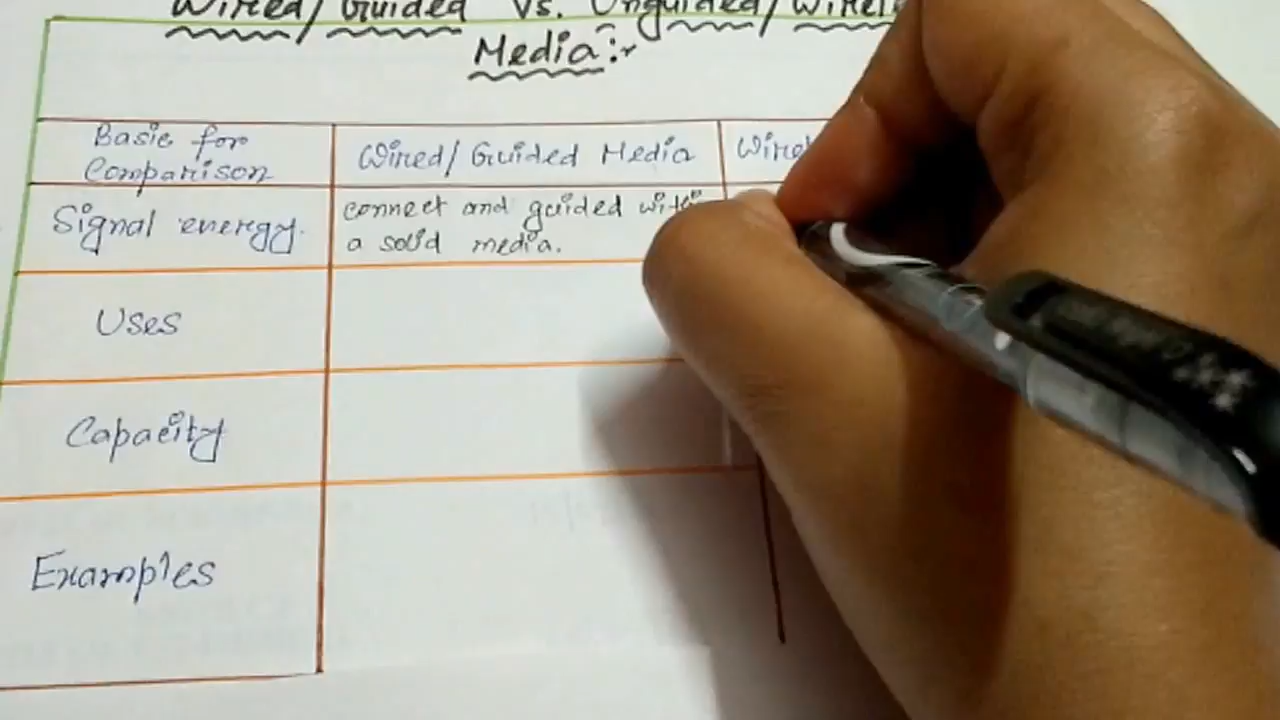 Wired/Guided Vs. Unguided/
Media:-
Basic for
Comparison
Wired/Guided Media
Signal energy.
connect and guided with
a solid media.
Uses
Capacity
Examples